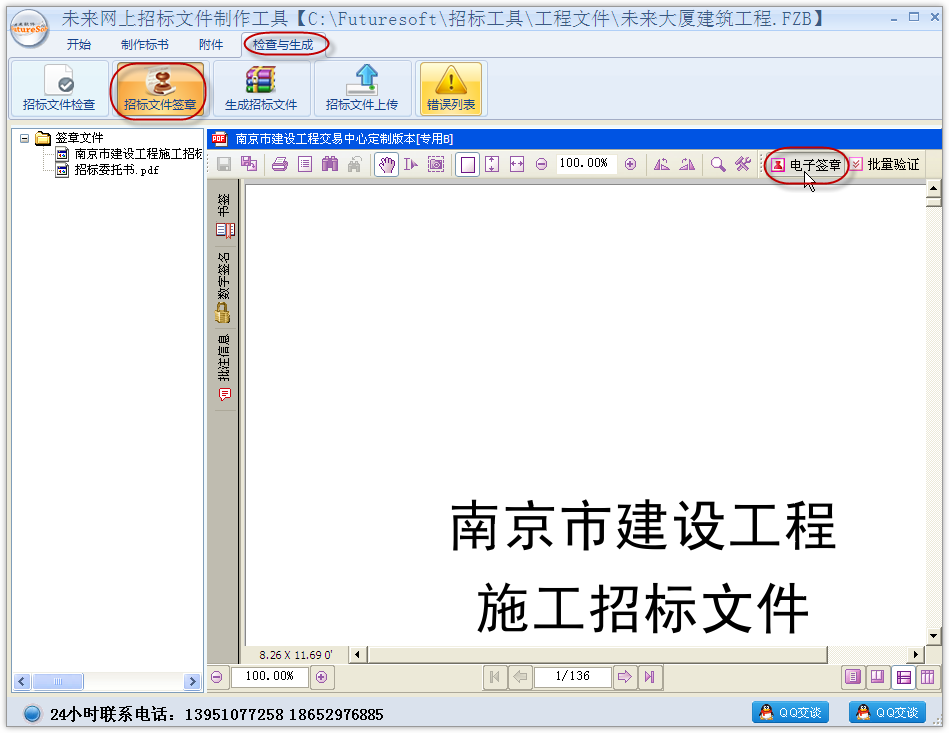 未来网上招标文件制作工具【C:\Futuresoft\招标工具\工程文件\未来大厦建筑工程.FZB】
开始 制作标书 附件 检查与生成
招标文件检查 招标文件签章 生成招标文件 招标文件上传 错误列表
签章文件
南京市建设工程施工招标
招标委托书.pdf
PDF 南京市建设工程交易中心定制版本[专用B]
100.00% 电子签章 批量验证
书签
数字签名
批注信息
南京市建设工程
施工招标文件
8.26 X 11.69 0'
100.00% 1/136
24小时联系电话：13951077258 18652976885 QQ交谈 QQ交谈